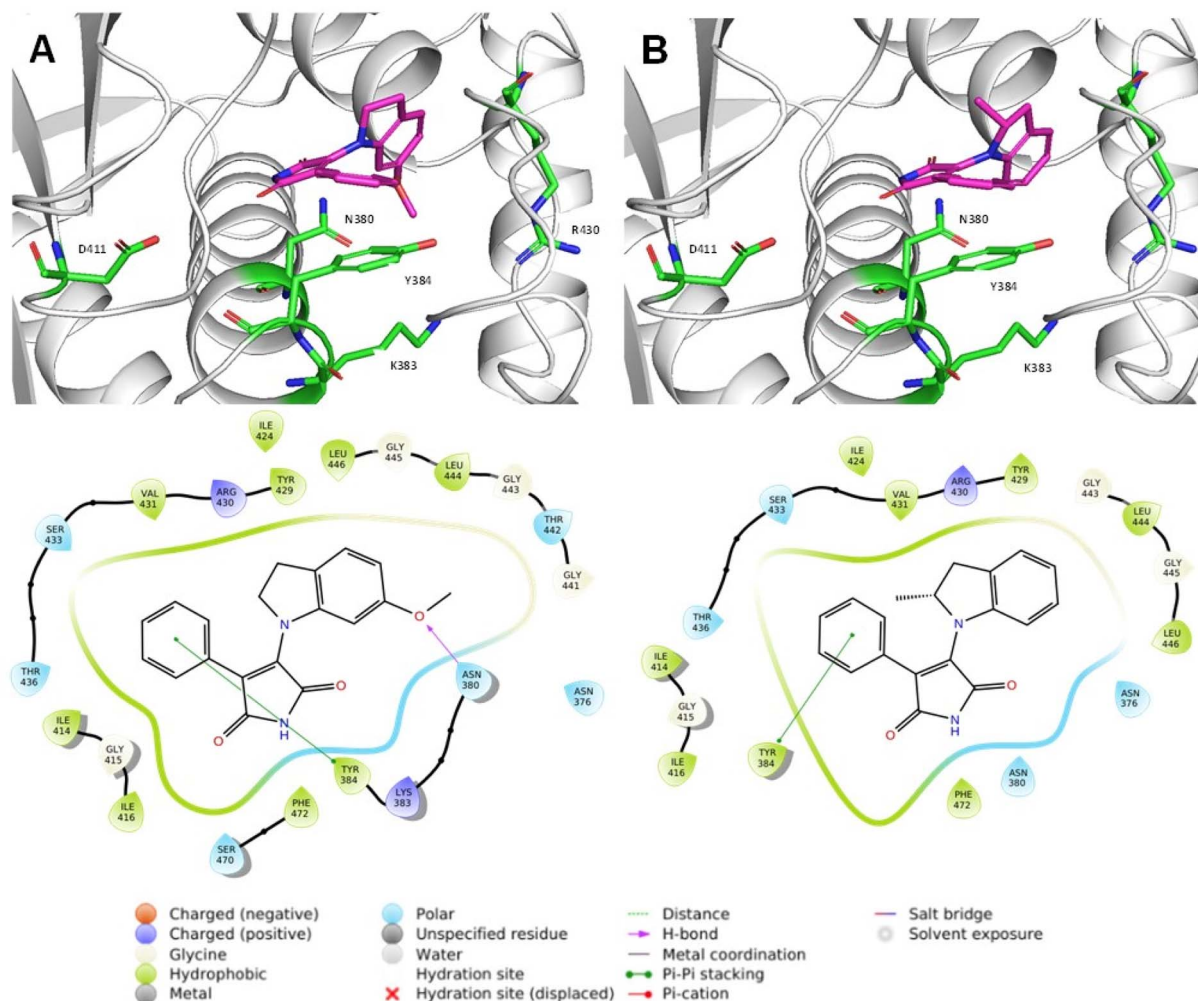 A
B
N380
D411
R430
Y384
K383
N380
D411
Y384
K383
ILE
424
LEU
446
GLY
445
LEU
444
GLY
443
THR
442
GLY
441
TYR
429
ARG
430
VAL
431
SER
433
THR
436
ILE
414
GLY
415
ILE
416
SER
470
PHE
472
TYR
384
LYS
383
ASN
380
ASN
376
N
O
O
O
N
H
ILE
424
SER
433
VAL
431
ARG
430
TYR
429
GLY
443
LEU
444
GLY
445
LEU
446
THR
436
ILE
414
GLY
415
ILE
416
TYR
384
PHE
472
ASN
380
ASN
376
N
O
O
N
H
Charged (negative)
Charged (positive)
Glycine
Hydrophobic
Metal
Polar
Unspecified residue
Water
Hydration site
Hydration site (displaced)
Distance
H-bond
Metal coordination
Pi-Pi stacking
Pi-cation
Salt bridge
Solvent exposure